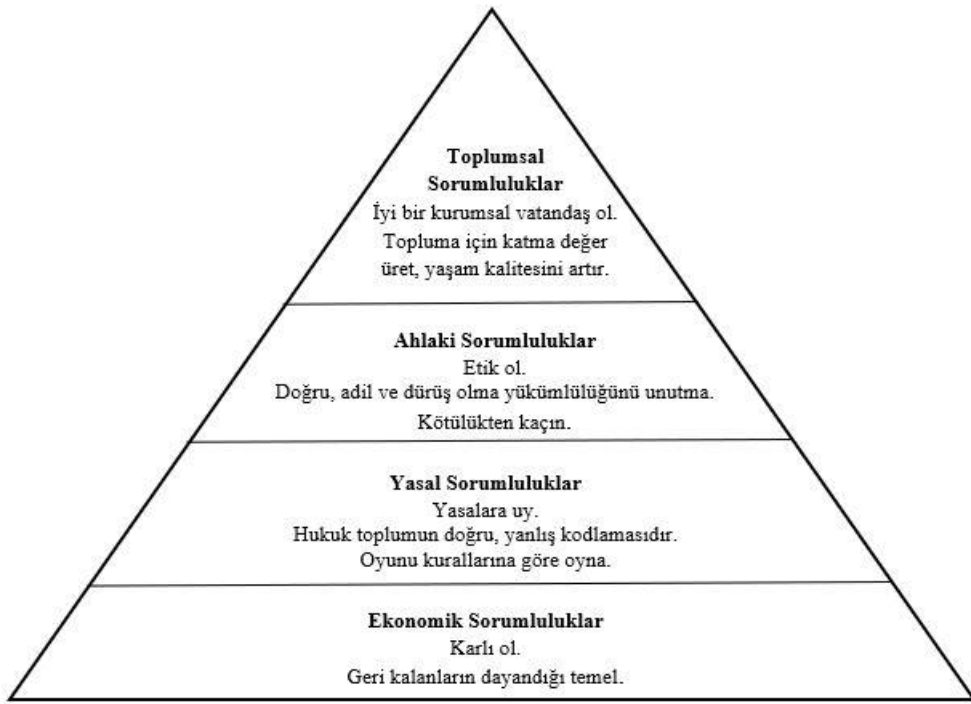 Toplumsal
Sorumluluklar
İyi bir kurumsal vatandaş ol.
Topluma için katma değer
üret, yaşam kalitesini artır.
Ahlaki Sorumluluklar
Etik ol.
Doğru, adil ve dürüş olma yükümlülüğünü unutma.
Kötülükten kaçın.
Yasal Sorumluluklar
Yasalara uy.
Hukuk toplumun doğru, yanlış kodlamasıdır.
Oyunu kurallarına göre oyna.
Ekonomik Sorumluluklar
Karlı ol.
Geri kalanların dayandığı temel.